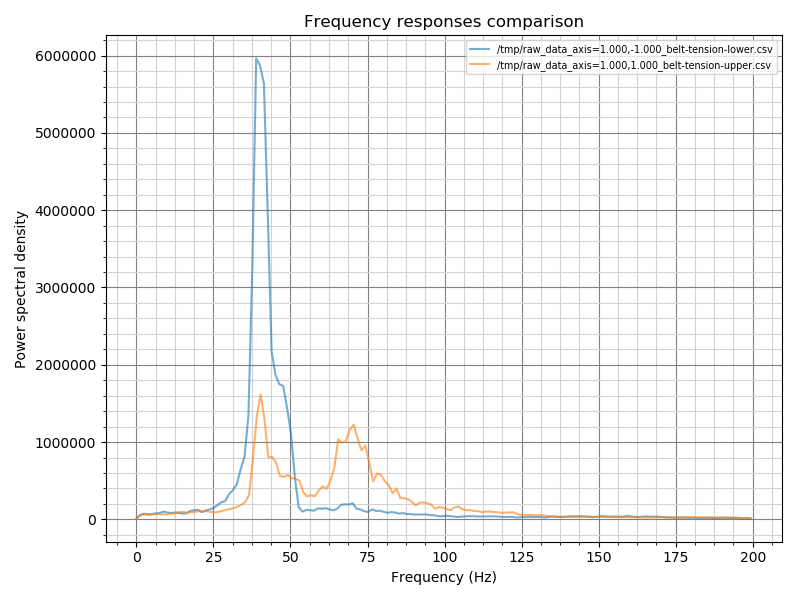 Frequency responses comparison
/tmp/raw_data_axis=1.000,-1.000_belt-tension-lower.csv
/tmp/raw_data_axis=1.000,1.000_belt-tension-upper.csv
Power spectral density
6000000
5000000
4000000
3000000
2000000
1000000
0
0 25 50 75 100 125 150 175 200
Frequency (Hz)